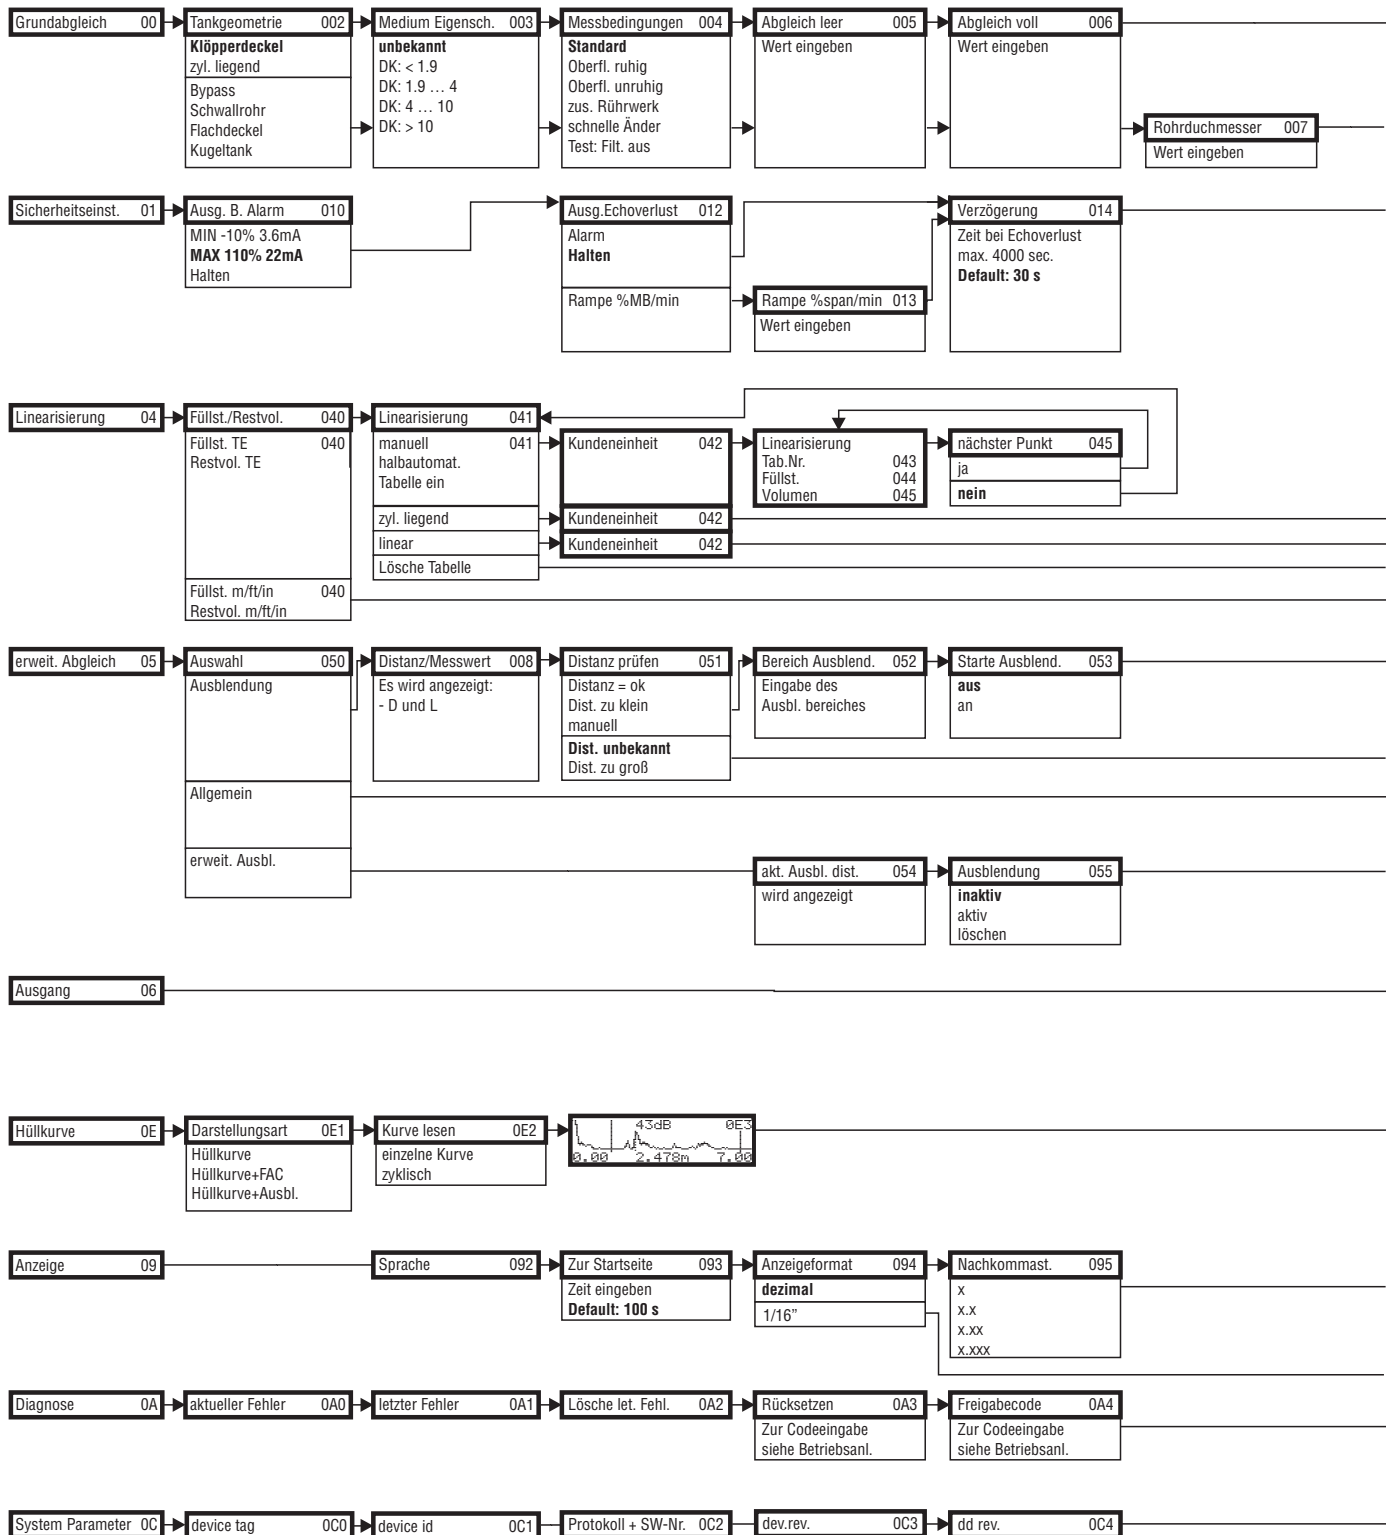 Grundabgleich 00
Tankgeometrie 002
Klöpperdeckel
zyl. liegend
Bypass
Schwallrohr
Flachdeckel
Kugeltank
Medium Eigensch. 003
unbekannt
DK: < 1.9
DK: 1.9 … 4
DK: 4 … 10
DK: > 10
Messbedingungen 004
Standard
Oberfl. ruhig
Oberfl. unruhig
zus. Rührwerk
schnelle Änder
Test: Filt. aus
Abgleich leer 005
Wert eingeben
Abgleich voll 006
Wert eingeben
Rohrduchmesser 007
Wert eingeben
Sicherheitseinst. 01
Ausg. B. Alarm 010
MIN -10% 3.6mA
MAX 110% 22mA
Halten
Ausg.Echoverlust 012
Alarm
Halten
Rampe %MB/min
Rampe %span/min 013
Wert eingeben
Verzögerung 014
Zeit bei Echoverlust
max. 4000 sec.
Default: 30 s
Linearisierung 04
Füllst./Restvol. 040
Füllst. TE 040
Restvol. TE
Füllst. m/ft/in 040
Restvol. m/ft/in
Linearisierung 041
manuell 041
halbautomat.
Tabelle ein
zyl. liegend
linear
Lösche Tabelle
Kundeneinheit 042
Kundeneinheit 042
Kundeneinheit 042
Linearisierung
Tab.Nr. 043
Füllst. 044
Volumen 045
nächster Punkt 045
ja
nein
erweit. Abgleich 05
Auswahl 050
Ausblendung
Allgemein
erweit. Ausbl.
Distanz/Messwert 008
Es wird angezeigt:
- D und L
Distanz prüfen 051
Distanz = ok
Dist. zu klein
manuell
Dist. unbekannt
Dist. zu groß
Bereich Ausblend. 052
Eingabe des
Ausbl. bereiches
Starte Ausblend. 053
aus
an
akt. Ausbl. dist. 054
wird angezeigt
Ausblendung 055
inaktiv
aktiv
löschen
Ausgang 06
Hüllkurve 0E
Darstellungsart 0E1
Hüllkurve
Hüllkurve+FAC
Hüllkurve+Ausbl.
Kurve lesen 0E2
einzelne Kurve
zyklisch
43dB 0E3
0.00 2.478m 7.00
Anzeige 09
Sprache 092
Zur Startseite 093
Zeit eingeben
Default: 100 s
Anzeigeformat 094
dezimal
1/16”
Nachkommast. 095
x
x.x
x.xx
x.xxx
Diagnose 0A
aktueller Fehler 0A0
letzter Fehler 0A1
Lösche let. Fehl. 0A2
Rücksetzen 0A3
Zur Codeeingabe
siehe Betriebsanl.
Freigabecode 0A4
Zur Codeeingabe
siehe Betriebsanl.
System Parameter 0C
device tag 0C0
device id 0C1
Protokoll + SW-Nr. 0C2
dev.rev. 0C3
dd rev. 0C4